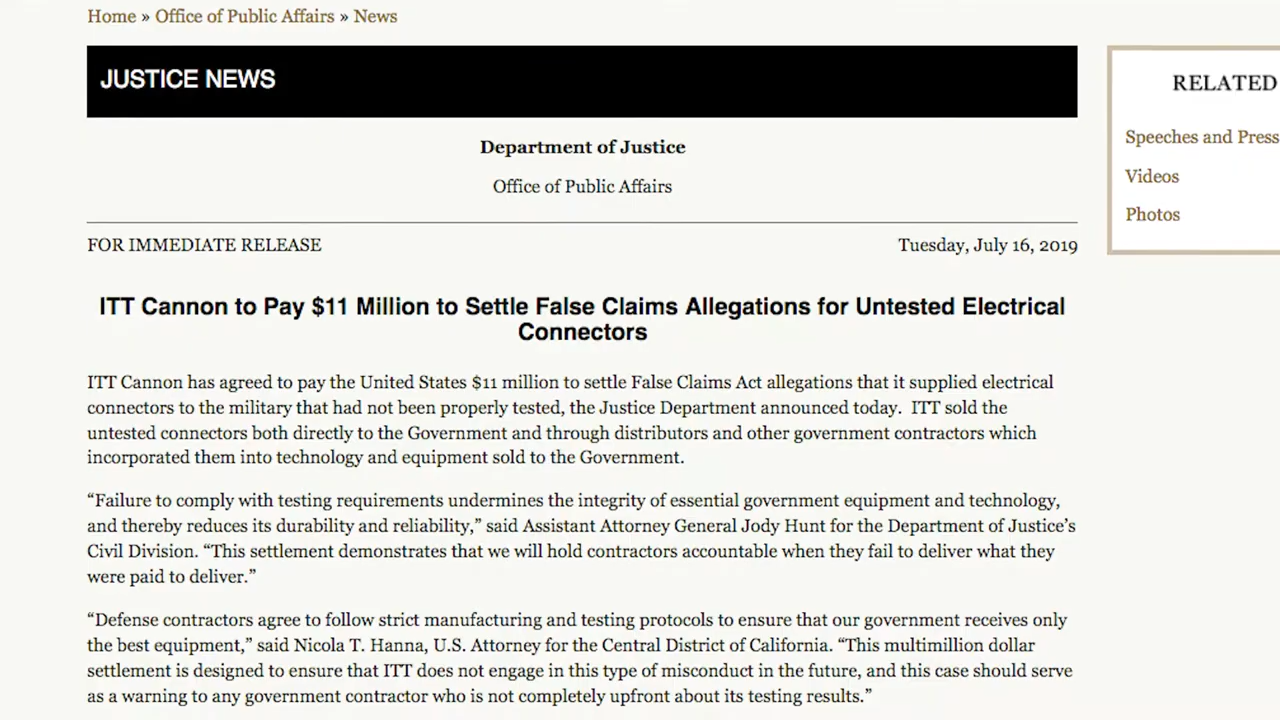 Home » Office of Public Affairs » News
JUSTICE NEWS
RELATED
Speeches and Press
Videos
Photos
Department of Justice
Office of Public Affairs
FOR IMMEDIATE RELEASE
Tuesday, July 16, 2019
ITT Cannon to Pay $11 Million to Settle False Claims Allegations for Untested Electrical
Connectors
ITT Cannon has agreed to pay the United States $11 million to settle False Claims Act allegations that it supplied electrical
connectors to the military that had not been properly tested, the Justice Department announced today.  ITT sold the
untested connectors both directly to the Government and through distributors and other government contractors which
incorporated them into technology and equipment sold to the Government.
“Failure to comply with testing requirements undermines the integrity of essential government equipment and technology,
and thereby reduces its durability and reliability,” said Assistant Attorney General Jody Hunt for the Department of Justice’s
Civil Division. “This settlement demonstrates that we will hold contractors accountable when they fail to deliver what they
were paid to deliver.”
“Defense contractors agree to follow strict manufacturing and testing protocols to ensure that our government receives only
the best equipment,” said Nicola T. Hanna, U.S. Attorney for the Central District of California. “This multimillion dollar
settlement is designed to ensure that ITT does not engage in this type of misconduct in the future, and this case should serve
as a warning to any government contractor who is not completely upfront about its testing results.”